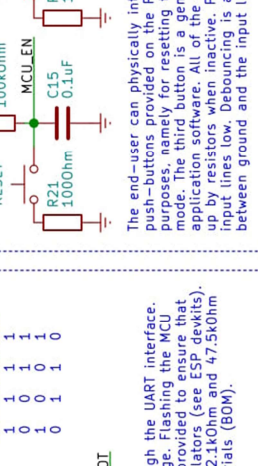 100kOhm
MCU_EN
C15
0.1uF
R21
100Ohm
The end-user can physically in
push-buttons provided on the
purposes, namely for resetting
mode. The third button is a gen
application software. All of the
up by resistors when inactive.
input lines low. Debouncing is a
between ground and the input l
1 1 1 1
1 0 1 1
0 1 0 1
0 1 1 0
gh the UART interface.
ge. Flashing the MCU
rovided to ensure that
lators (see ESP devkits).
2.1kOhm and 47.5kOhm
ials (BOM).